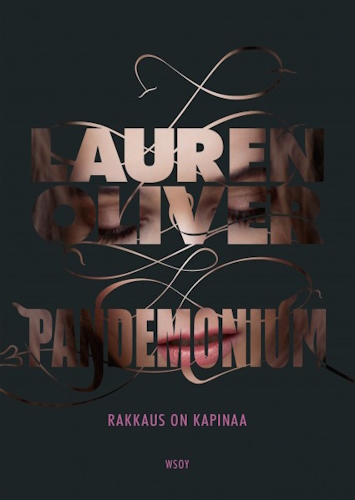 LAUREN
OLIVER
PANDEMONIUM
RAKKAUS ON KAPINAA
WSOY